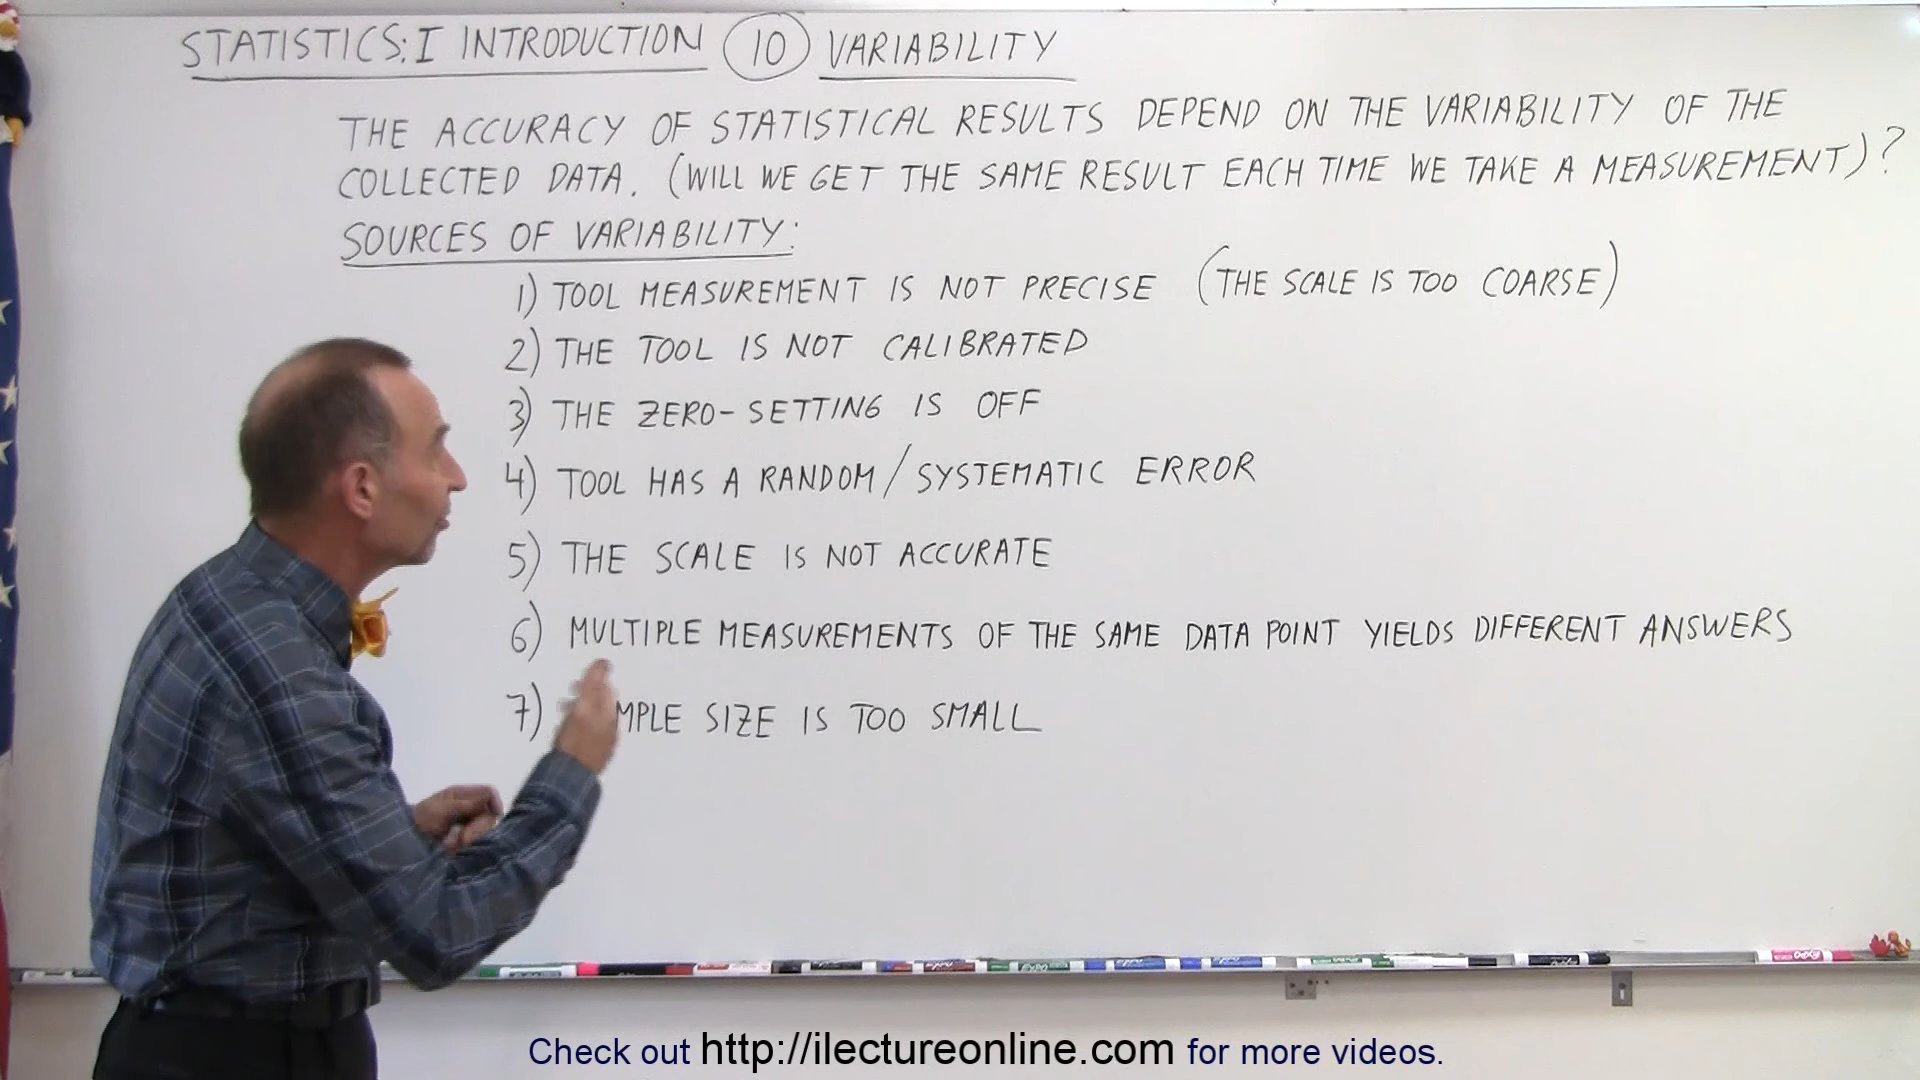 STATISTICS: I INTRODUCTION 10 VARIABILITY
THE ACCURACY OF STATISTICAL RESULTS DEPEND ON THE VARIABILITY OF THE
COLLECTED DATA. (WILL WE GET THE SAME RESULT EACH TIME WE TAKE A MEASUREMENT)?
SOURCES OF VARIABILITY:
1) TOOL MEASUREMENT IS NOT PRECISE (THE SCALE IS TOO COARSE)
2) THE TOOL IS NOT CALIBRATED
3) THE ZERO-SETTING IS OFF
4) TOOL HAS A RANDOM / SYSTEMATIC ERROR
5) THE SCALE IS NOT ACCURATE
6) MULTIPLE MEASUREMENTS OF THE SAME DATA POINT YIELDS DIFFERENT ANSWERS
7) MPLE SIZE IS TOO SMALL
EXPO
Check out http://ilectureonline.com for more videos.